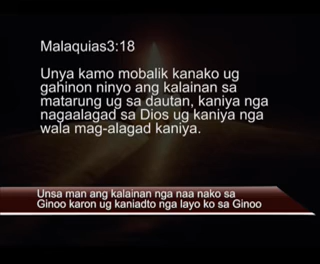 Malaquias3:18
Unya kamo mobalik kanako ug
gahinon ninyo ang kalainan sa
matarung ug sa dautan, kaniya nga
nagaalagad sa Dios ug kaniya nga
wala mag-alagad kaniya.
Unsa man ang kalainan nga naa nako sa
Ginoo karon ug kaniadto nga layo ko sa Ginoo